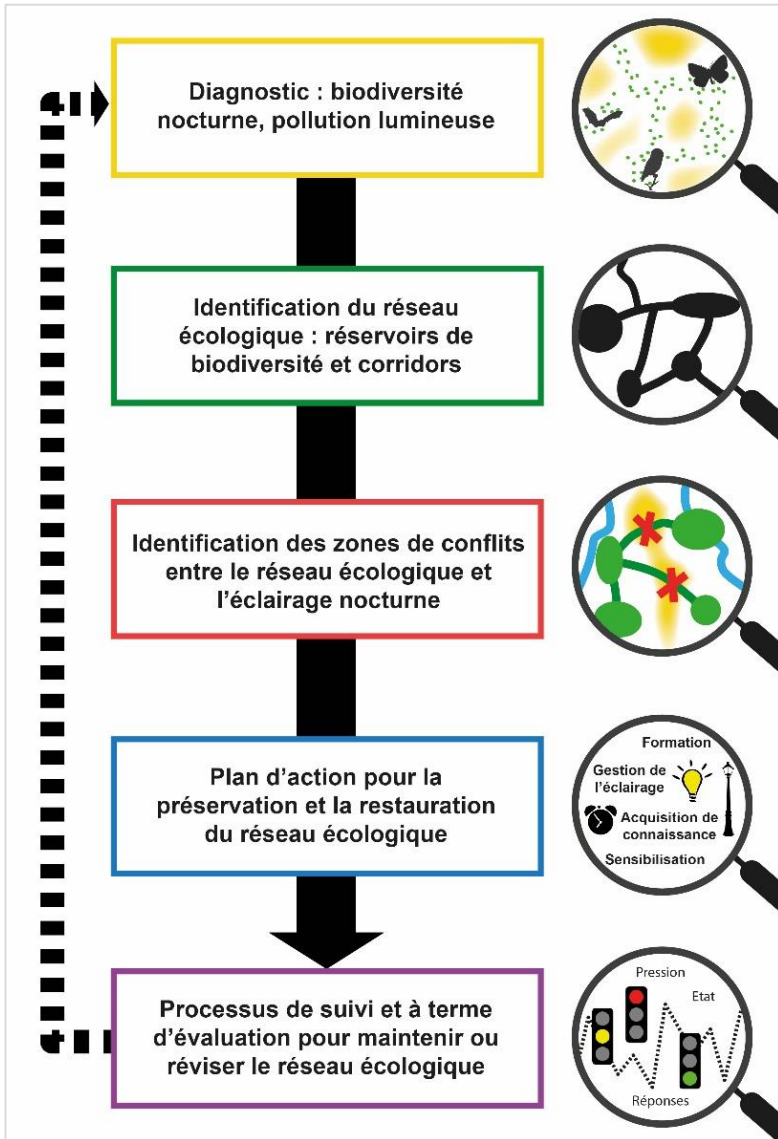 Diagnostic : biodiversité
nocturne, pollution lumineuse
Identification du réseau
écologique : réservoirs de
biodiversité et corridors
Identification des zones de conflits
entre le réseau écologique et
l'éclairage nocturne
Plan d'action pour la
préservation et la restauration
du réseau écologique
Formation
Gestion de
l'éclairage
Acquisition de
connaissance
Sensibilisation
Processus de suivi et à terme
d'évaluation pour maintenir ou
réviser le réseau écologique
Pression
Etat
Réponses